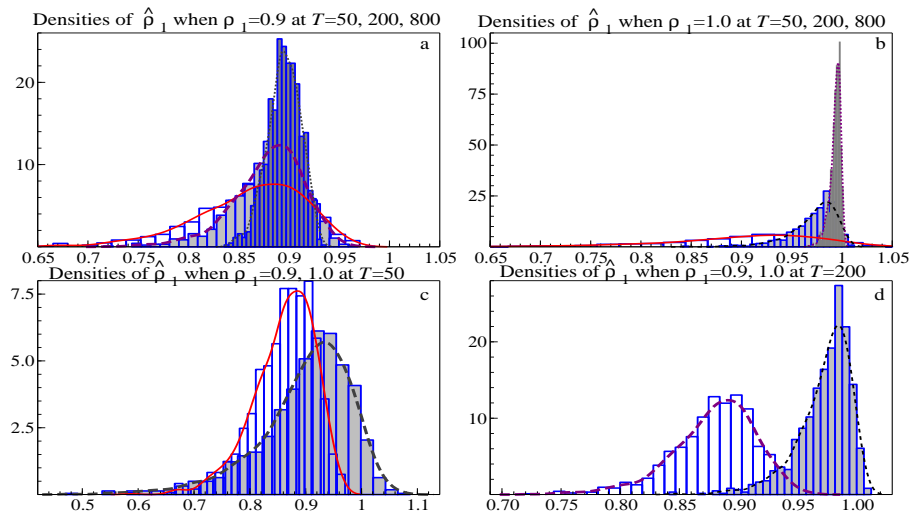 Densities of ρ̂ 1 when ρ 1=0.9 at T=50, 200, 800
a
20
10
0.65 0.7 0.75 0.8 0.85 0.9 0.95 1 1.05
Densities of ρ̂ 1 when ρ 1=1.0 at T=50, 200, 800
b
100
75
50
25
0.65 0.7 0.75 0.8 0.85 0.9 0.95 1 1.05
Densities of ρ̂ 1 when ρ 1=0.9, 1.0 at T=50
c
7.5
5.0
2.5
0.5 0.6 0.7 0.8 0.9 1 1.1
Densities of ρ̂ 1 when ρ 1=0.9, 1.0 at T=200
d
20
10
0.70 0.75 0.80 0.85 0.90 0.95 1.00